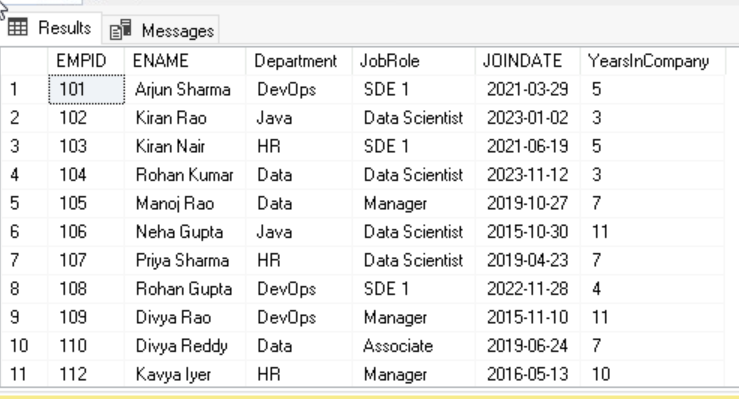 Results Messages
EMPID ENAME Department JobRole JOINDATE YearsInCompany
1 101 Arjun Sharma DevOps SDE 1 2021-03-29 5
2 102 Kiran Rao Java Data Scientist 2023-01-02 3
3 103 Kiran Nair HR SDE 1 2021-06-19 5
4 104 Rohan Kumar Data Data Scientist 2023-11-12 3
5 105 Manoj Rao Data Manager 2019-10-27 7
6 106 Neha Gupta Java Data Scientist 2015-10-30 11
7 107 Priya Sharma HR Data Scientist 2019-04-23 7
8 108 Rohan Gupta DevOps SDE 1 2022-11-28 4
9 109 Divya Rao DevOps Manager 2015-11-10 11
10 110 Divya Reddy Data Associate 2019-06-24 7
11 112 Kavya Iyer HR Manager 2016-05-13 10